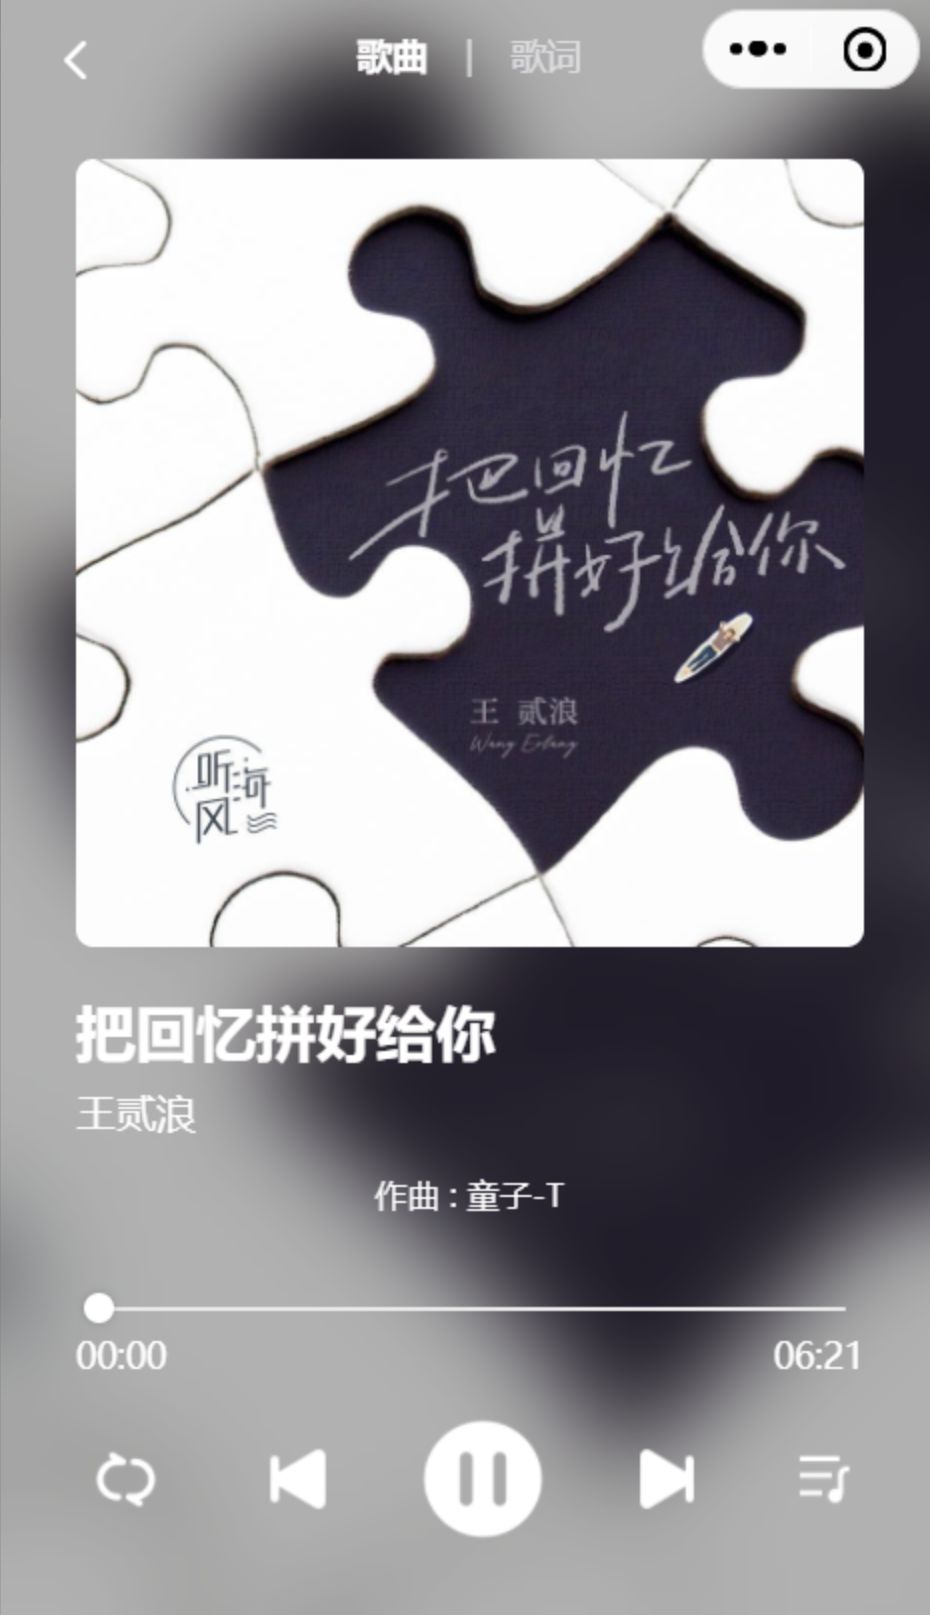 歌曲 | 歌词
把回忆
拼好给你
王 贰浪
Wang Erlang
听海风
把回忆拼好给你
王贰浪
作曲 : 童子-T
00:00 06:21